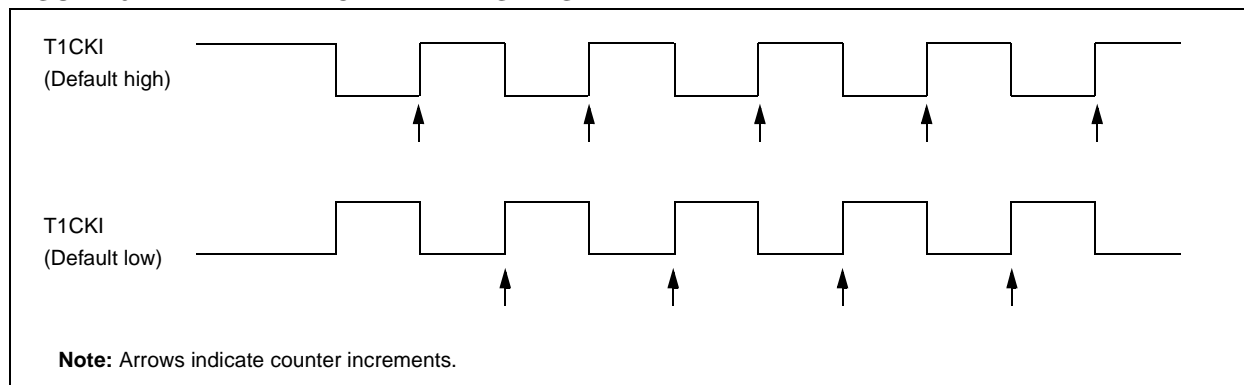 T1CKI
(Default high)
T1CKI
(Default low)
Note: Arrows indicate counter increments.